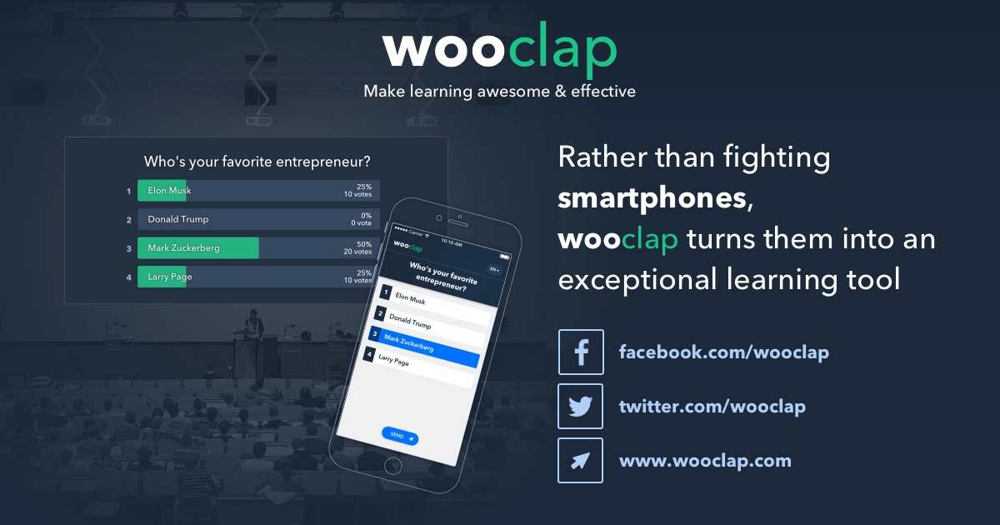 wooclap
Make learning awesome & effective
Who's your favorite entrepreneur?
1 Elon Musk 25%
10 votes
2 Donald Trump 0%
0 vote
3 Mark Zuckerberg 50%
20 votes
4 Larry Page 25%
10 votes
Carrier 10:10 AM
wooclap EN
Who's your favorite
entrepreneur?
1 Elon Musk
2 Donald Trump
3 Mark Zuckerberg
4 Larry Page
SEND
Rather than fighting
smartphones,
wooclap turns them into an
exceptional learning tool
facebook.com/wooclap
twitter.com/wooclap
www.wooclap.com